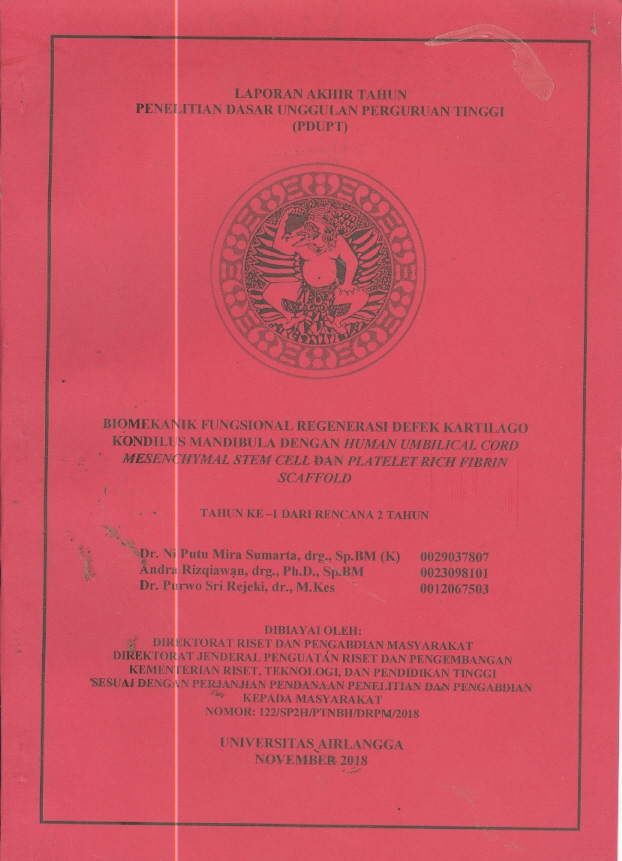 LAPORAN AKHIR TAHUN
PENELITIAN DASAR UNGGULAN PERGURUAN TINGGI
(PDUPT)
BIOMEKANIK FUNGSIONAL REGENERASI DEFEK KARTILAGO
KONDILUS MANDIBULA DENGAN HUMAN UMBILICAL CORD
MESENCHYMAL STEM CELL DAN PLATELET RICH FIBRIN
SCAFFOLD
TAHUN KE –1 DARI RENCANA 2 TAHUN
Dr. Ni Putu Mira Sumarta, drg., Sp.BM (K) 0029037807
Andra Rizqiawan, drg., Ph.D., Sp.BM 0023098101
Dr. Purwo Sri Rejeki, dr., M.Kes 0012067503
DIBIAYAI OLEH:
DIREKTORAT RISET DAN PENGABDIAN MASYARAKAT
DIREKTORAT JENDERAL PENGUATAN RISET DAN PENGEMBANGAN
KEMENTERIAN RISET, TEKNOLOGI, DAN PENDIDIKAN TINGGI
SESUAI DENGAN PERJANJIAN PENDANAAN PENELITIAN DAN PENGABDIAN
KEPADA MASYARAKAT
NOMOR: 122/SP2H/PTNBH/DRPM/2018
UNIVERSITAS AIRLANGGA
NOVEMBER 2018